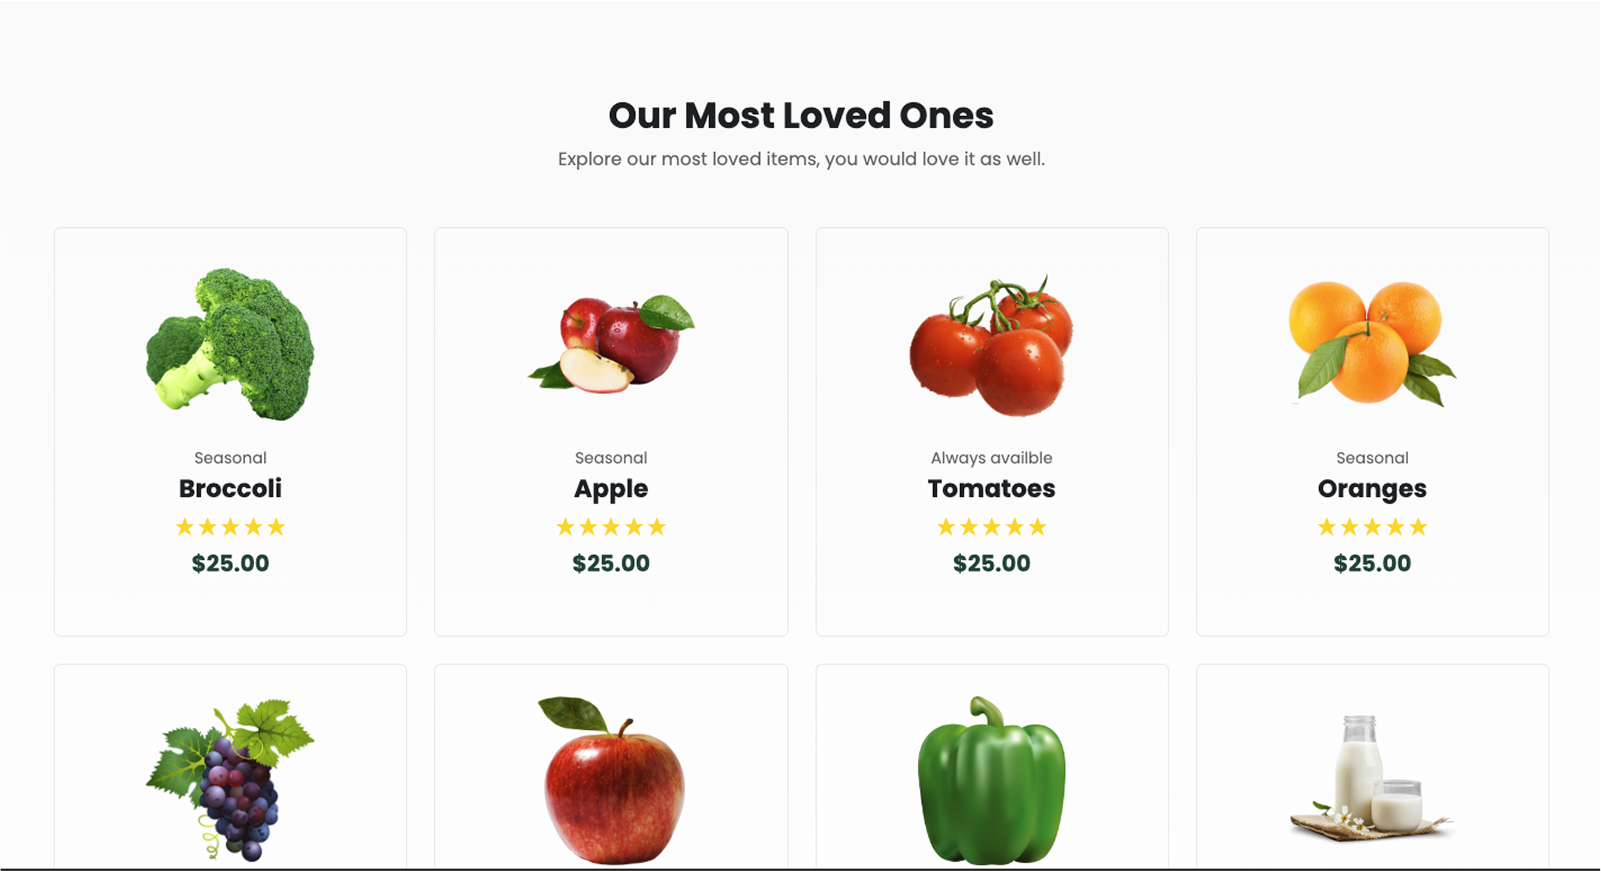 Our Most Loved Ones
Explore our most loved items, you would love it as well.
Seasonal
Broccoli
$25.00
Seasonal
Apple
$25.00
Always availble
Tomatoes
$25.00
Seasonal
Oranges
$25.00